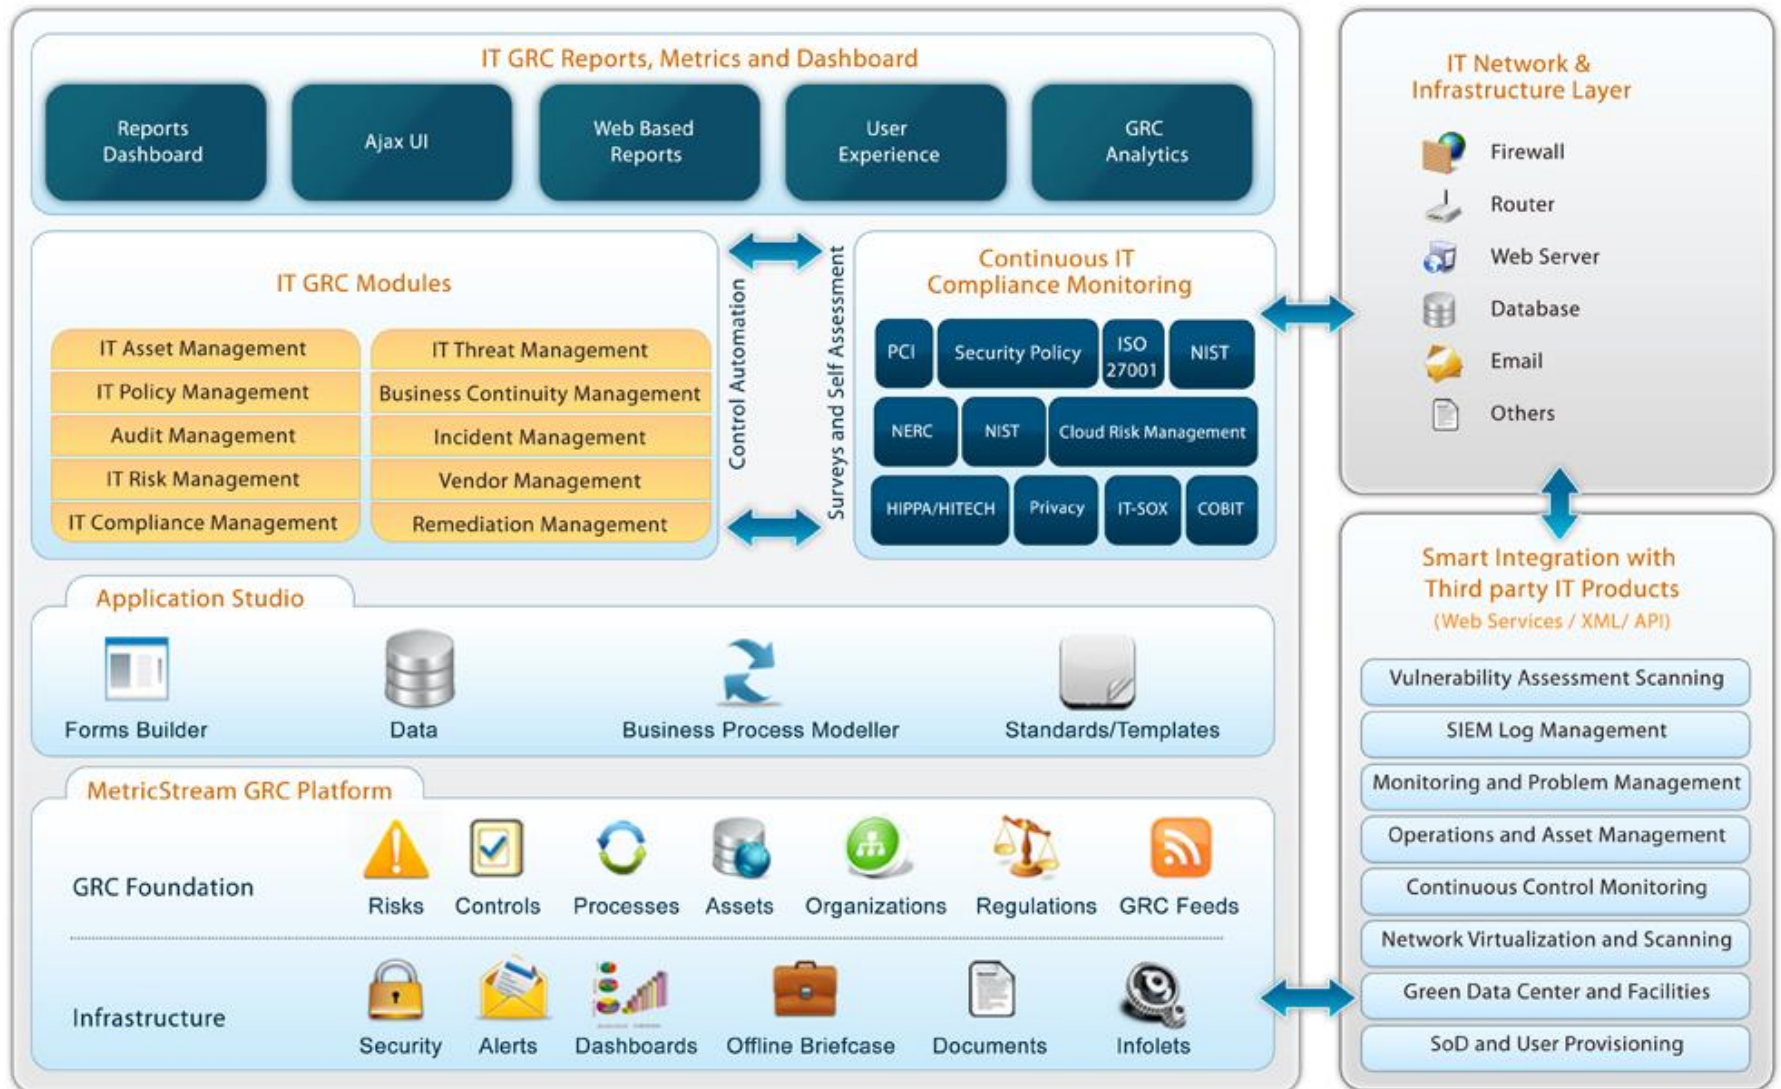 IT GRC Reports, Metrics and Dashboard
Reports
Dashboard
Ajax UI
Web Based
Reports
User
Experience
GRC
Analytics
IT GRC Modules
IT Asset Management
IT Policy Management
Audit Management
IT Risk Management
IT Compliance Management
IT Threat Management
Business Continuity Management
Incident Management
Vendor Management
Remediation Management
Control Automation
Surveys and Self Assessment
Continuous IT
Compliance Monitoring
PCI
Security Policy
ISO
27001
NIST
NERC
NIST
Cloud Risk Management
HIPPA/HITECH
Privacy
IT-SOX
COBIT
Application Studio
Forms Builder
Data
Business Process Modeller
Standards/Templates
MetricStream GRC Platform
GRC Foundation
Risks
Controls
Processes
Assets
Organizations
Regulations
GRC Feeds
Infrastructure
Security
Alerts
Dashboards
Offline Briefcase
Documents
Infolets
IT Network &
Infrastructure Layer
Firewall
Router
Web Server
Database
Email
Others
Smart Integration with
Third party IT Products
(Web Services / XML/ API)
Vulnerability Assessment Scanning
SIEM Log Management
Monitoring and Problem Management
Operations and Asset Management
Continuous Control Monitoring
Network Virtualization and Scanning
Green Data Center and Facilities
SoD and User Provisioning